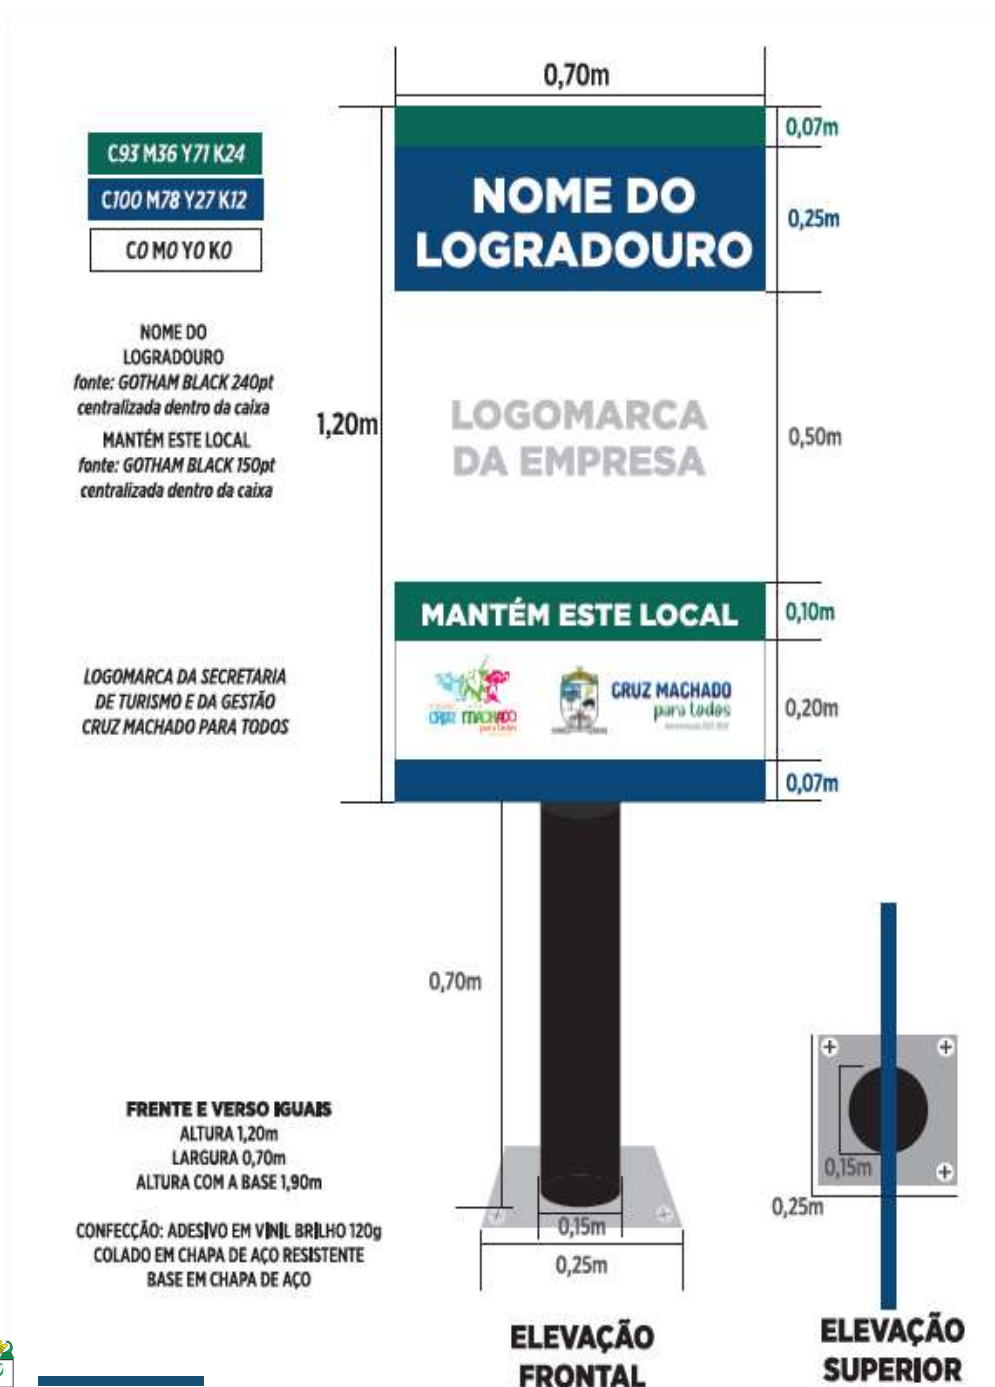 0,70m
C93 M36 Y71 K24
C100 M78 Y27 K12
C0 M0 Y0 K0
NOME DO
LOGRADOURO
fonte: GOTHAM BLACK 240pt
centralizada dentro da caixa
MANTÉM ESTE LOCAL
fonte: GOTHAM BLACK 150pt
centralizada dentro da caixa
1,20m
NOME DO
LOGRADOURO
LOGOMARCA
DA EMPRESA
MANTÉM ESTE LOCAL
CRUZ MACHADO
para todos
CRUZ MACHADO
para todos
0,07m
0,25m
0,50m
0,10m
0,20m
0,07m
LOGOMARCA DA SECRETARIA
DE TURISMO E DA GESTÃO
CRUZ MACHADO PARA TODOS
0,70m
FRENTE E VERSO IGUAIS
ALTURA 1,20m
LARGURA 0,70m
ALTURA COM A BASE 1,90m
CONFECÇÃO: ADESIVO EM VINIL BRILHO 120g
COLADO EM CHAPA DE AÇO RESISTENTE
BASE EM CHAPA DE AÇO
0,15m
0,25m
ELEVAÇÃO
FRONTAL
0,15m
0,25m
ELEVAÇÃO
SUPERIOR